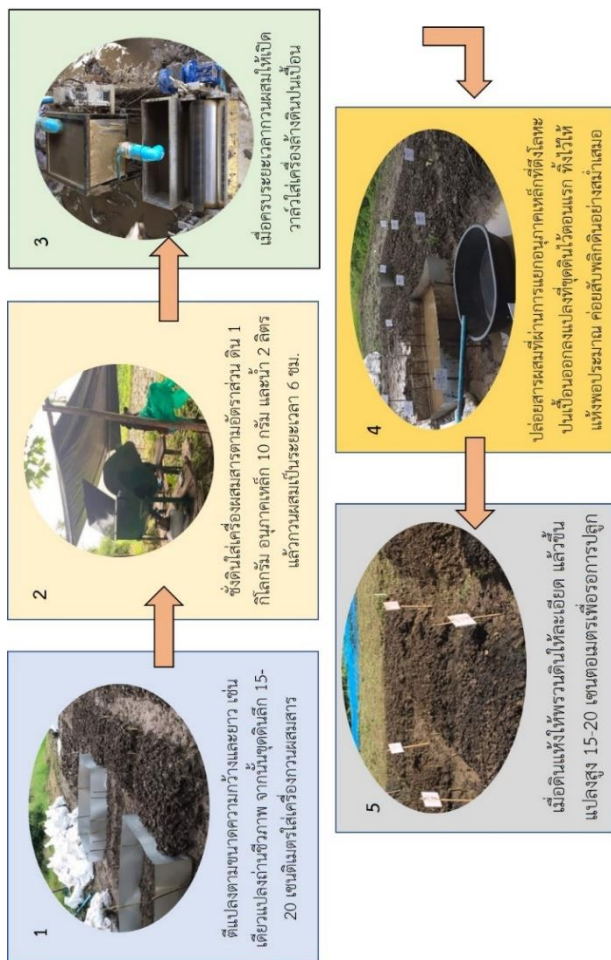 1
ตีแปลงตามขนาดความกว้างและยาว เช่น
เดียวแปลงถ่านชีวภาพ จากนั้นขุดดินลึก 15-
20 เซนติเมตรใส่เครื่องกวนผสมสาร
2
ชั่งดินใส่เครื่องผสมสารตามอัตราส่วน ดิน 1
กิโลกรัม อนุภาคเหล็ก 10 กรัม และน้ำ 2 ลิตร
แล้วกวนผสมเป็นระยะเวลา 6 ชม.
3
เมื่อครบระยะเวลากวนผสมให้เปิด
วาล์วใส่เครื่องล้างดินปนเปื้อน
4
ปล่อยสารผสมที่ผ่านการแยกอนุภาคเหล็กที่ดึงโลหะ
ปนเปื้อนออกลงแปลงที่ขุดดินไว้ตอนแรก ทิ้งไว้ให้
แห้งพอประมาณ ค่อยสับพลิกดินอย่างสม่ำเสมอ
5
เมื่อดินแห้งให้พรวนดินให้ละเอียด แล้วขึ้น
แปลงสูง 15-20 เซนตอเมตรเพื่อรอการปลูก